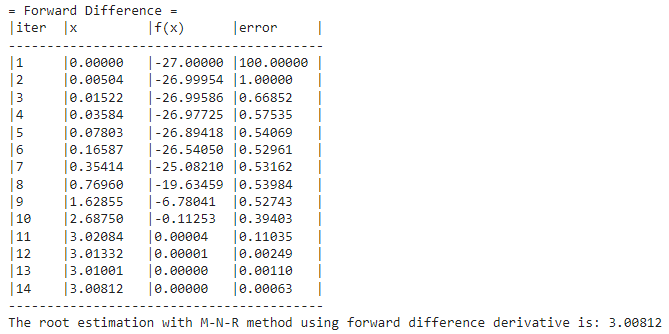 = Forward Difference =
|iter |x |f(x) |error |
-----------------------------------------
|1 |0.00000 |-27.00000 |100.00000 |
|2 |0.00504 |-26.99954 |1.00000 |
|3 |0.01522 |-26.99586 |0.66852 |
|4 |0.03584 |-26.97725 |0.57535 |
|5 |0.07803 |-26.89418 |0.54069 |
|6 |0.16587 |-26.54050 |0.52961 |
|7 |0.35414 |-25.08210 |0.53162 |
|8 |0.76960 |-19.63459 |0.53984 |
|9 |1.62855 |-6.78041 |0.52743 |
|10 |2.68750 |-0.11253 |0.39403 |
|11 |3.02084 |0.00004 |0.11035 |
|12 |3.01332 |0.00001 |0.00249 |
|13 |3.01001 |0.00000 |0.00110 |
|14 |3.00812 |0.00000 |0.00063 |
-----------------------------------------
The root estimation with M-N-R method using forward difference derivative is: 3.00812